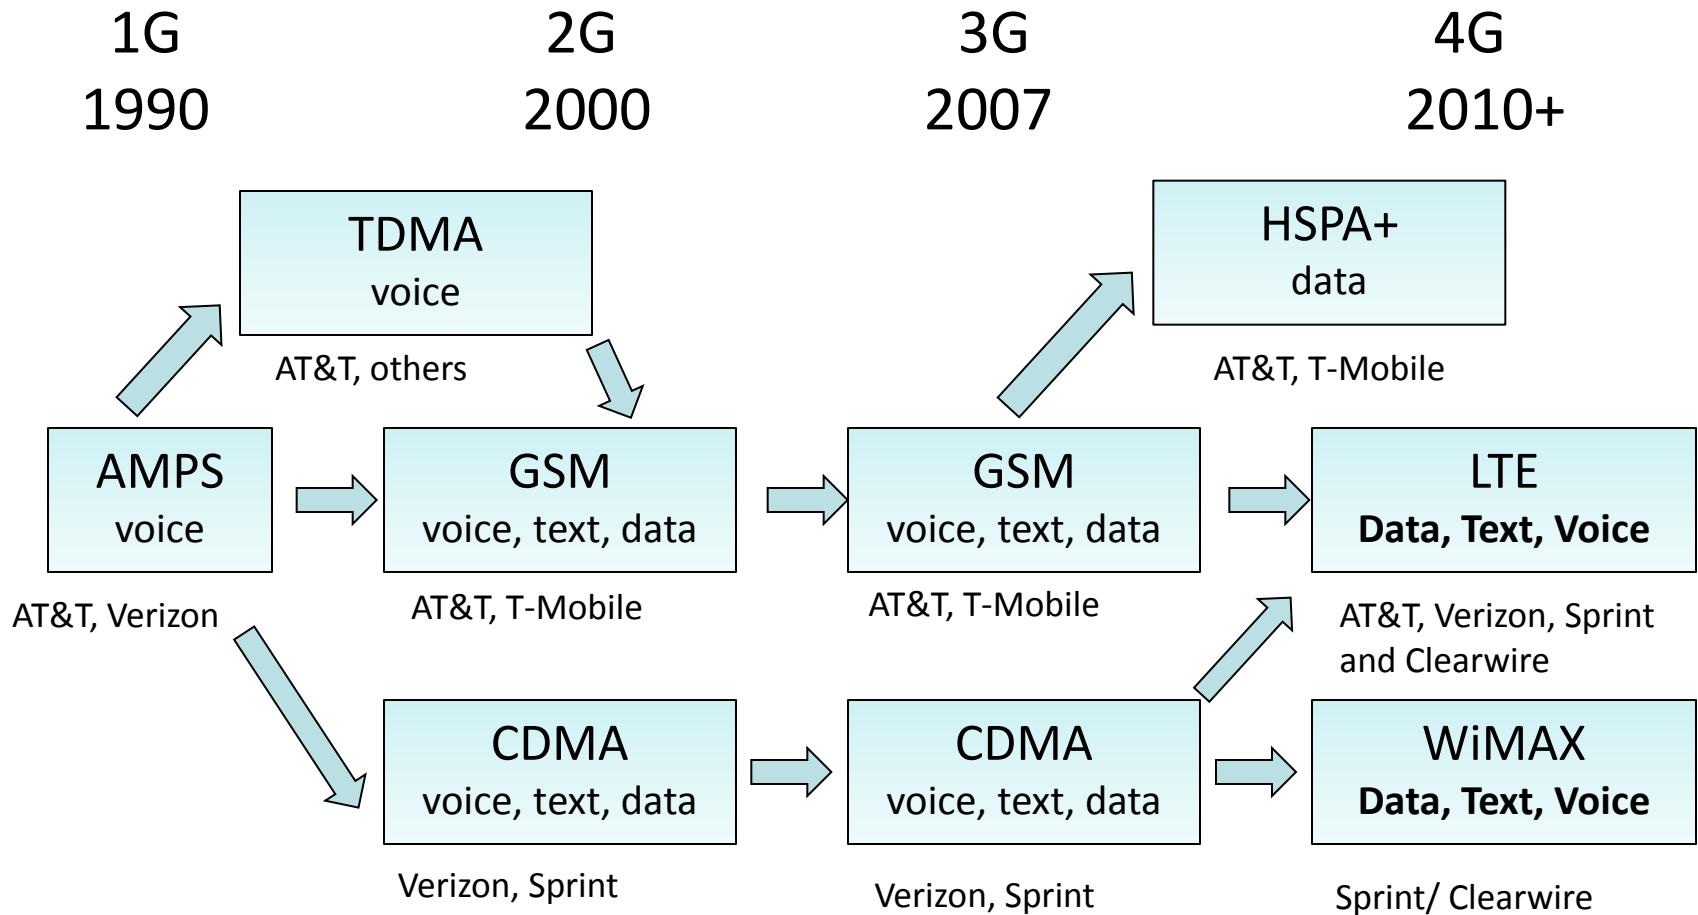 1G
1990
2G
2000
3G
2007
4G
2010+
TDMA
voice
AT&T, others
HSPA+
data
AT&T, T-Mobile
AMPS
voice
AT&T, Verizon
GSM
voice, text, data
AT&T, T-Mobile
GSM
voice, text, data
AT&T, T-Mobile
LTE
Data, Text, Voice
AT&T, Verizon, Sprint
and Clearwire
CDMA
voice, text, data
Verizon, Sprint
CDMA
voice, text, data
Verizon, Sprint
WiMAX
Data, Text, Voice
Sprint/ Clearwire